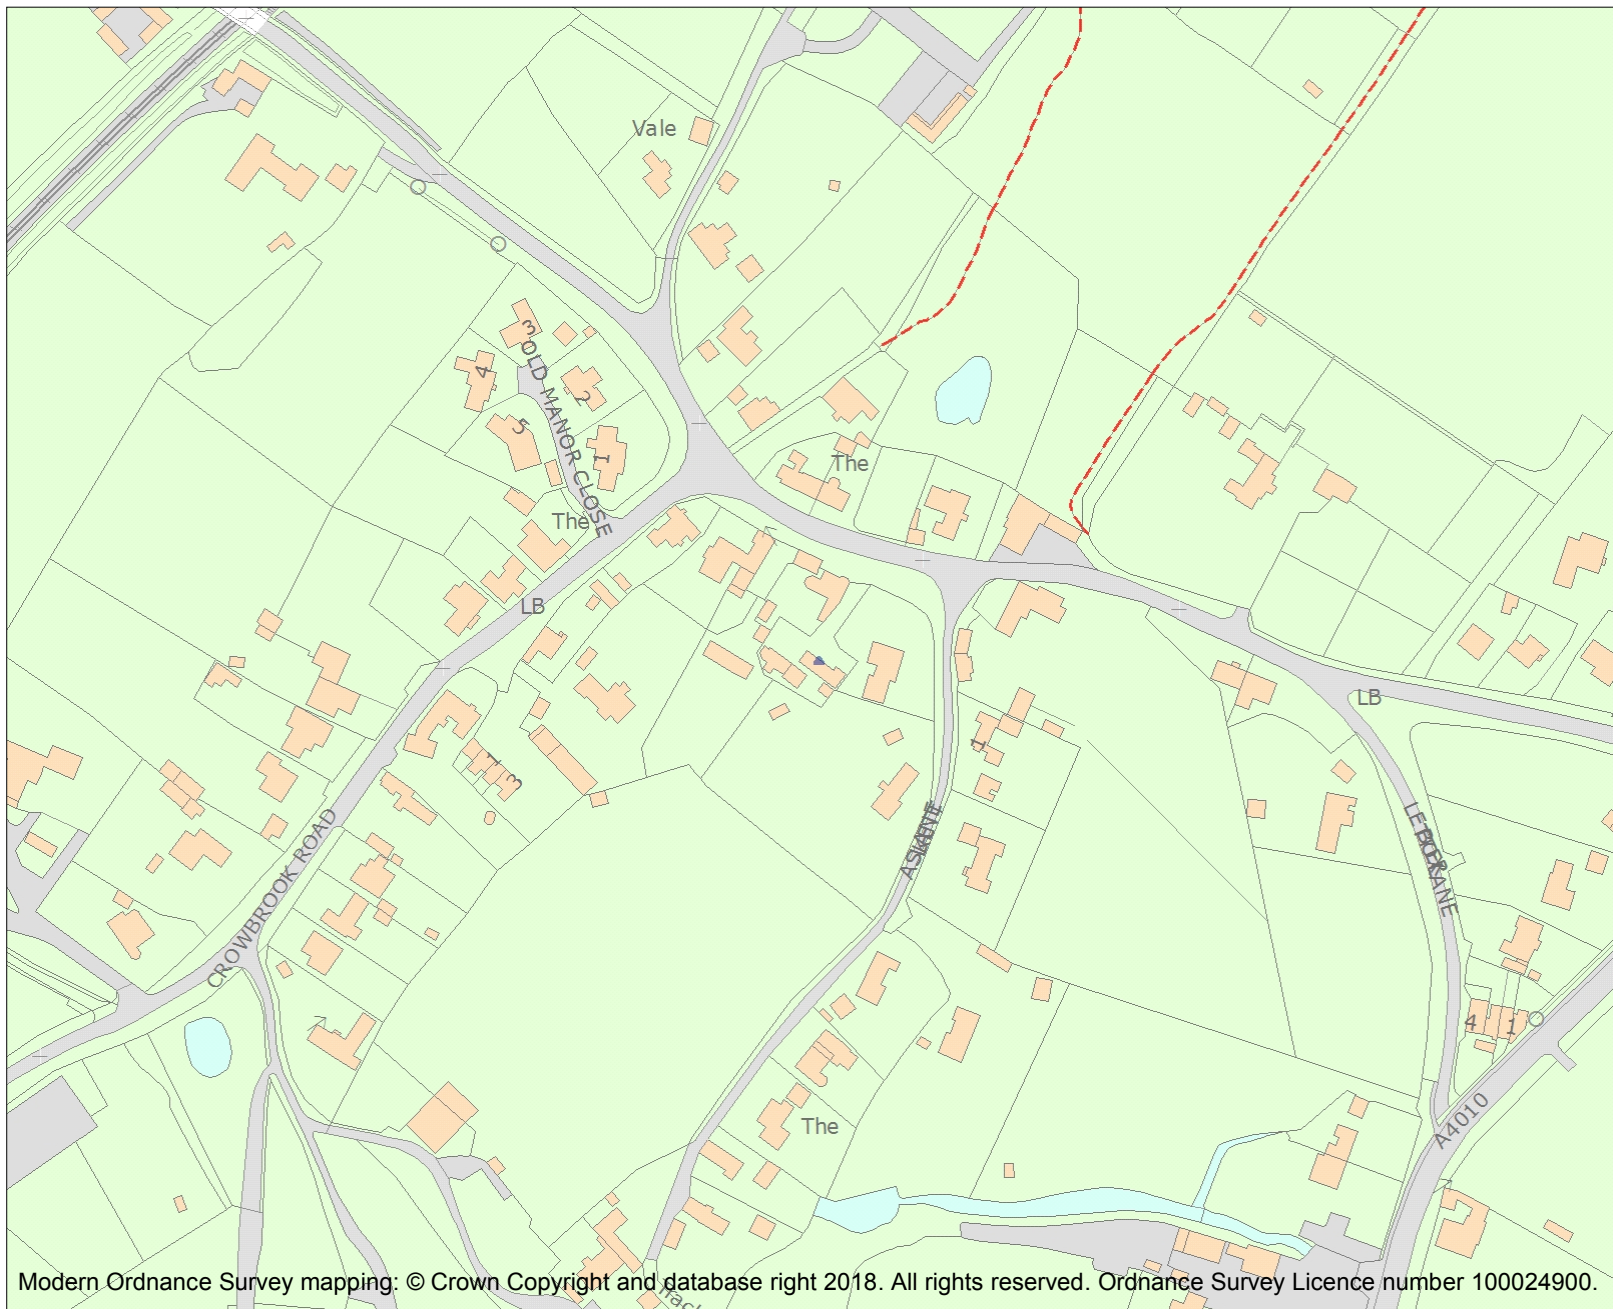 Vale
3
OLD MANOR CLOSE
4
2
5
1
The
The
LB
LB
1
3
1
CROWBROOK ROAD
LANE
4
1
A4010
The
Modern Ordnance Survey mapping: © Crown Copyright and database right 2018. All rights reserved. Ordnance Survey Licence number 100024900.